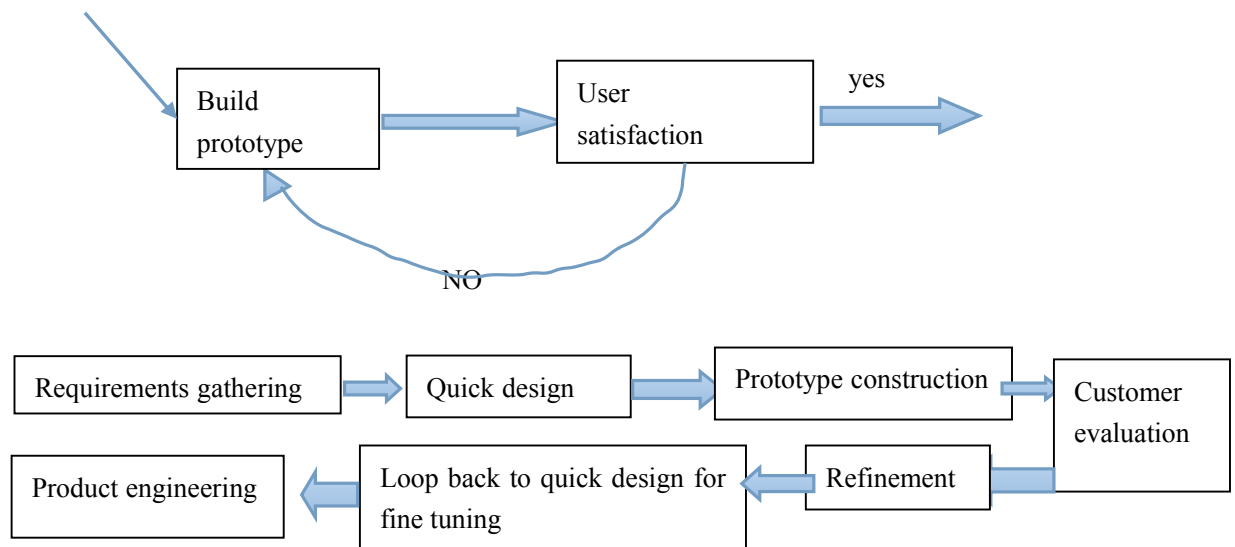 Build
prototype
User
satisfaction
yes
NO
Requirements gathering
Quick design
Prototype construction
Customer
evaluation
Product engineering
Loop back to quick design for
fine tuning
Refinement